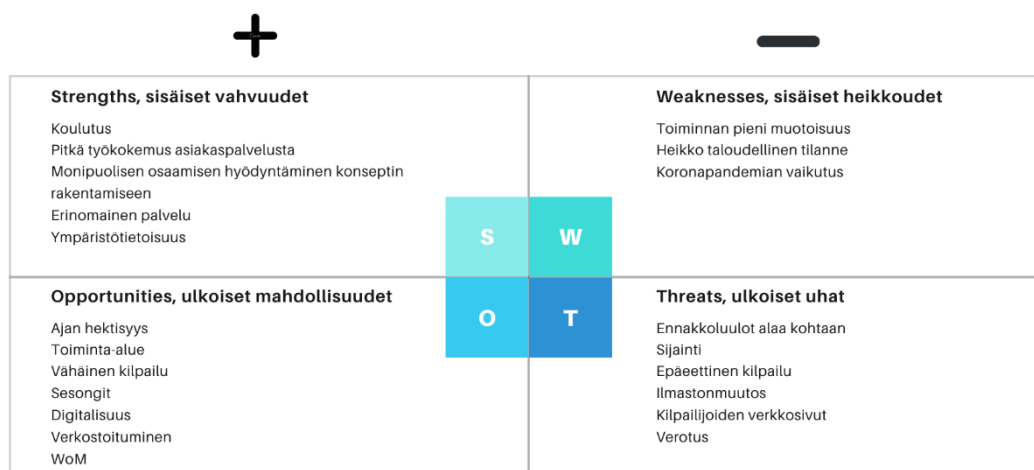 Strengths, sisäiset vahvuudet
Koulutus
Pitkä työkokemus asiakaspalvelusta
Monipuolisen osaamisen hyödyntäminen konseptin
rakentamiseen
Erinomainen palvelu
Ympäristötietoisuus
Weaknesses, sisäiset heikkoudet
Toiminnan pieni muotoisuus
Heikko taloudellinen tilanne
Koronapandemian vaikutus
S
W
O
T
Opportunities, ulkoiset mahdollisuudet
Ajan hektisyys
Toiminta-alue
Vähäinen kilpailu
Sesongit
Digitalisuus
Verkostoituminen
WoM
Threats, ulkoiset uhat
Ennakkoluulot alaa kohtaan
Sijainti
Epäeettinen kilpailu
Ilmastonmuutos
Kilpailijoiden verkkosivut
Verotus